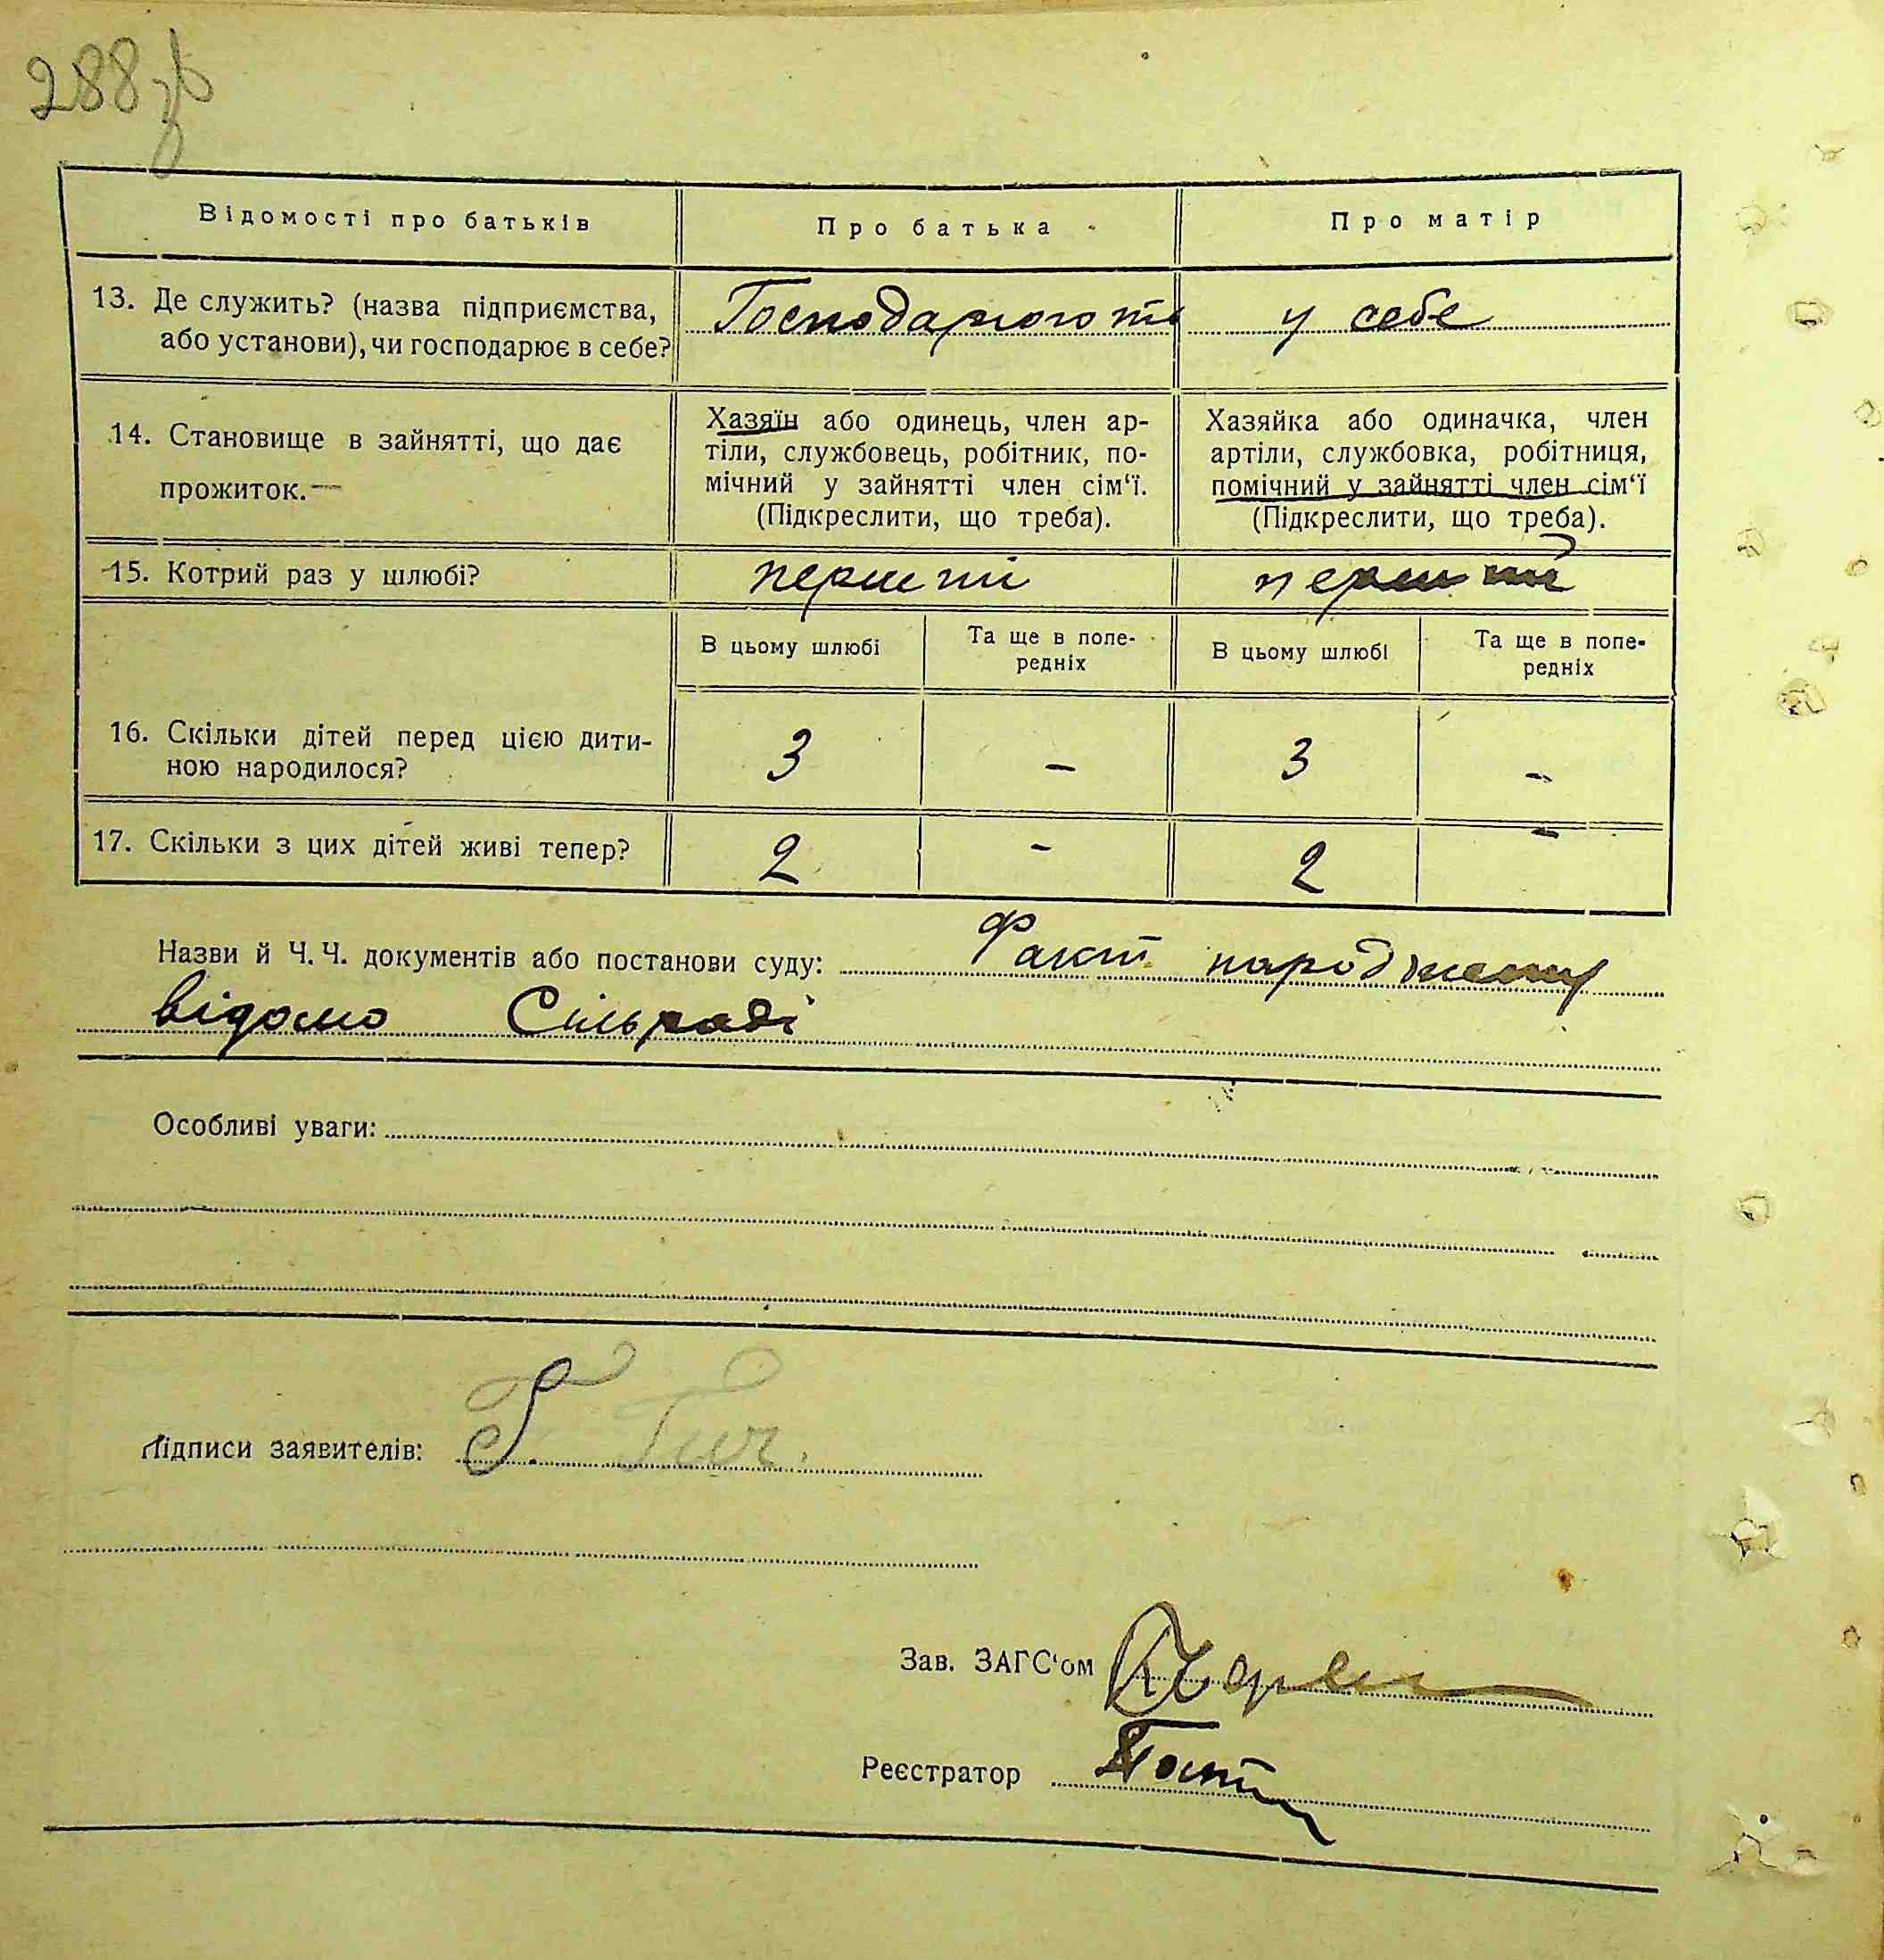 288 зв
Відомості про батьків
Про батька
Про матір
13. Де служить? (назва підприємства,
або установи), чи господарює в себе?
у себе
14. Становище в зайнятті, що дає
прожиток.—
Хазяїн або одинець, член ар-
тіли, службовець, робітник, по-
мічний у зайнятті член сім‘ї.
(Підкреслити, що треба).
Хазяйка або одиначка, член
артіли, службовка, робітниця,
помічний у зайнятті член сім‘ї
(Підкреслити, що треба).
15. Котрий раз у шлюбі?
перший
перший
В цьому шлюбі
Та ще в попе-
редніх
В цьому шлюбі
Та ще в попе-
редніх
16. Скільки дітей перед цією дити-
ною народилося?
3
–
3
–
17. Скільки з цих дітей живі тепер?
2
-
2
–
Назви й Ч. Ч. документів або постанови суду: Факт
відомо Сільраді
Особливі уваги:
Підписи заявителів:
Зав. ЗАГС‘ом
Реєстратор